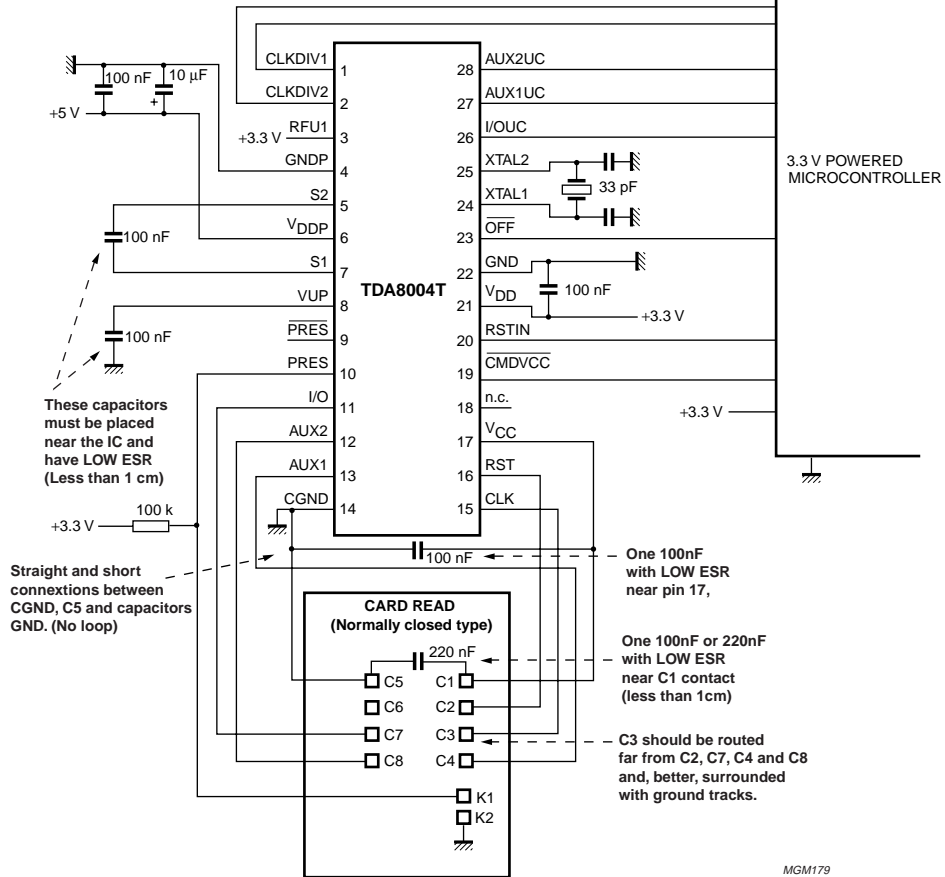 CLKDIV1
1
CLKDIV2
2
+3.3 V
RFU1
3
GNDP
4
S2
5
VDDP
6
S1
7
VUP
8
PRES
9
PRES
10
I/O
11
AUX2
12
AUX1
13
CGND
14
TDA8004T
28
AUX2UC
27
AUX1UC
26
I/OUC
25
XTAL2
24
XTAL1
23
OFF
22
GND
21
VDD
20
RSTIN
19
CMDVCC
18
n.c.
17
VCC
16
RST
15
CLK
100 nF
10 μF
+
+5 V
100 nF
100 nF
These capacitors
must be placed
near the IC and
have LOW ESR
(Less than 1 cm)
+3.3 V
100 k
Straight and short
connextions between
CGND, C5 and capacitors
GND. (No loop)
33 pF
100 nF
+3.3 V
3.3 V POWERED
MICROCONTROLLER
+3.3 V
100 nF
One 100nF
with LOW ESR
near pin 17,
CARD READ
(Normally closed type)
220 nF
One 100nF or 220nF
with LOW ESR
near C1 contact
(less than 1cm)
C5
C1
C6
C2
C7
C3
C8
C4
K1
K2
C3 should be routed
far from C2, C7, C4 and C8
and, better, surrounded
with ground tracks.
MGM179